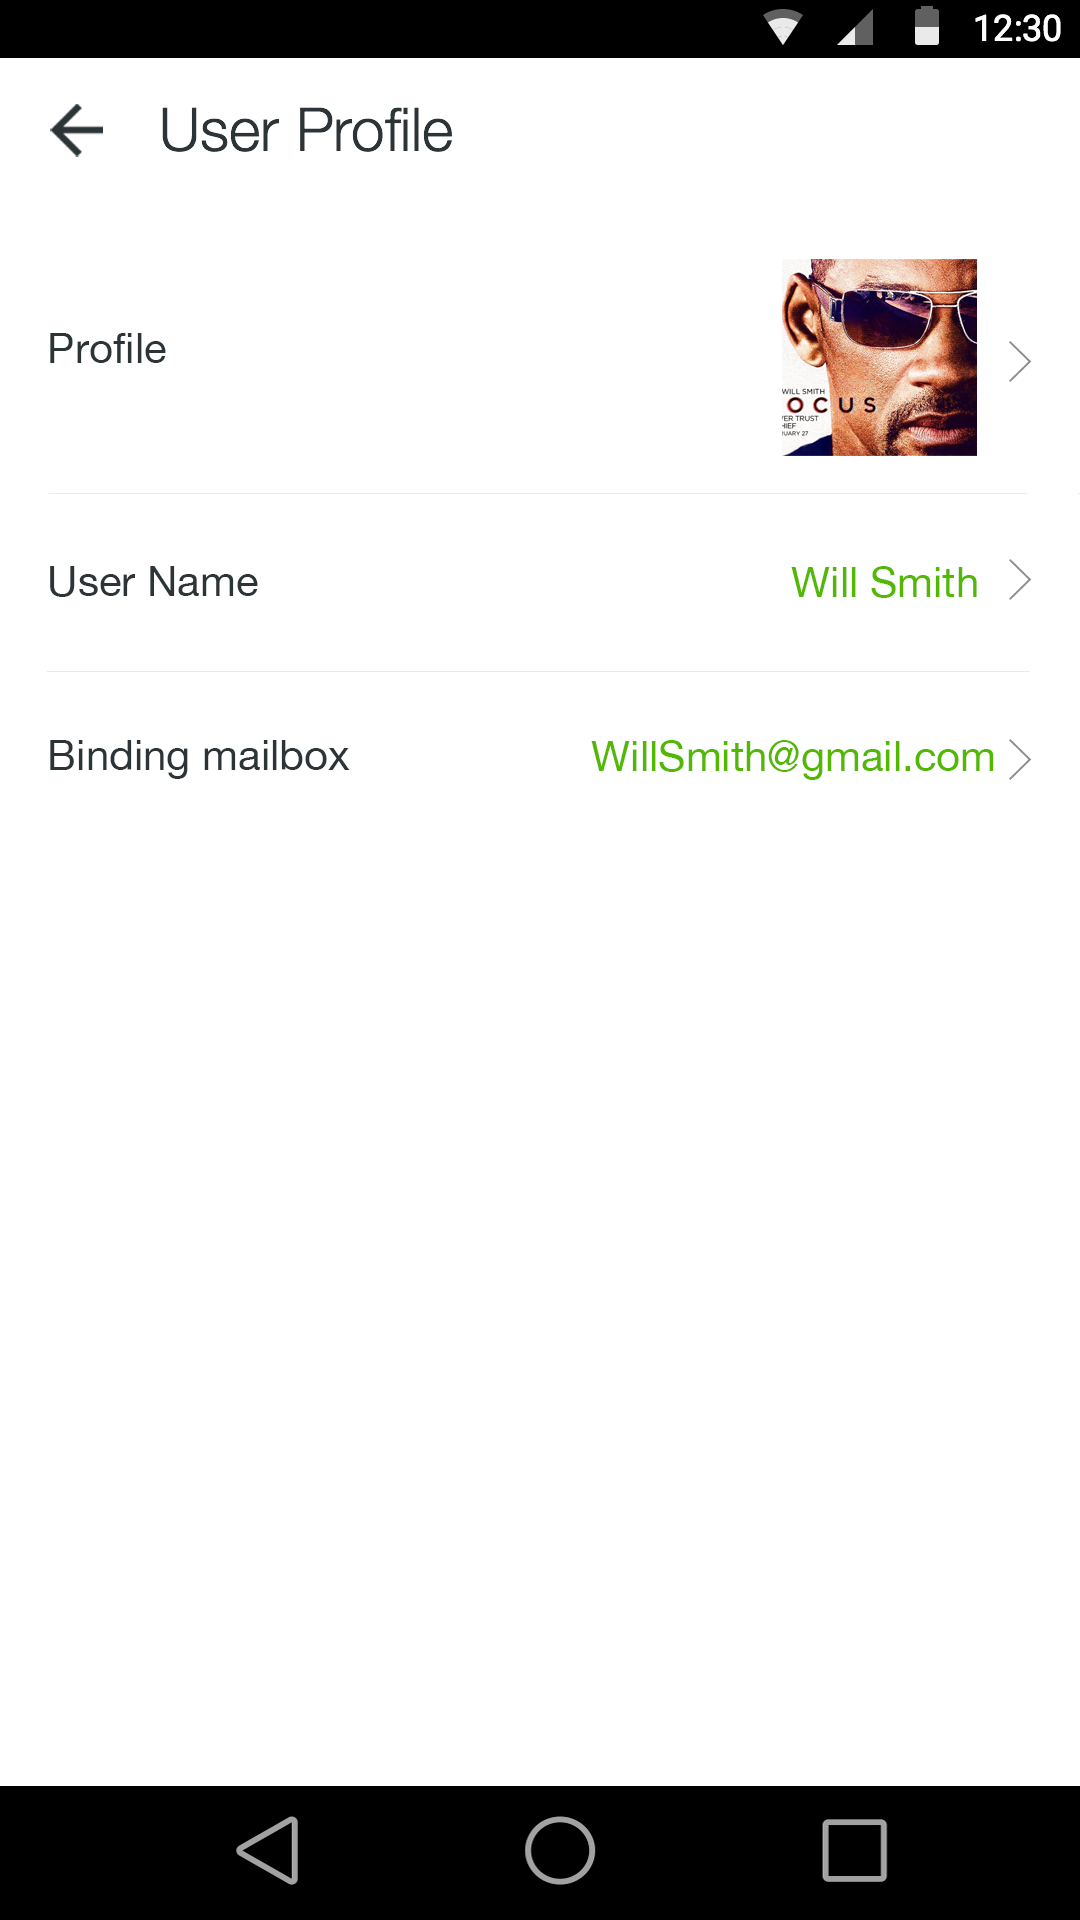 12:30
User Profile
Profile
WILL SMITH
OCUS
ER TRUST
HIEF
UARY 27
User Name
Will Smith
Binding mailbox
WillSmith@gmail.com